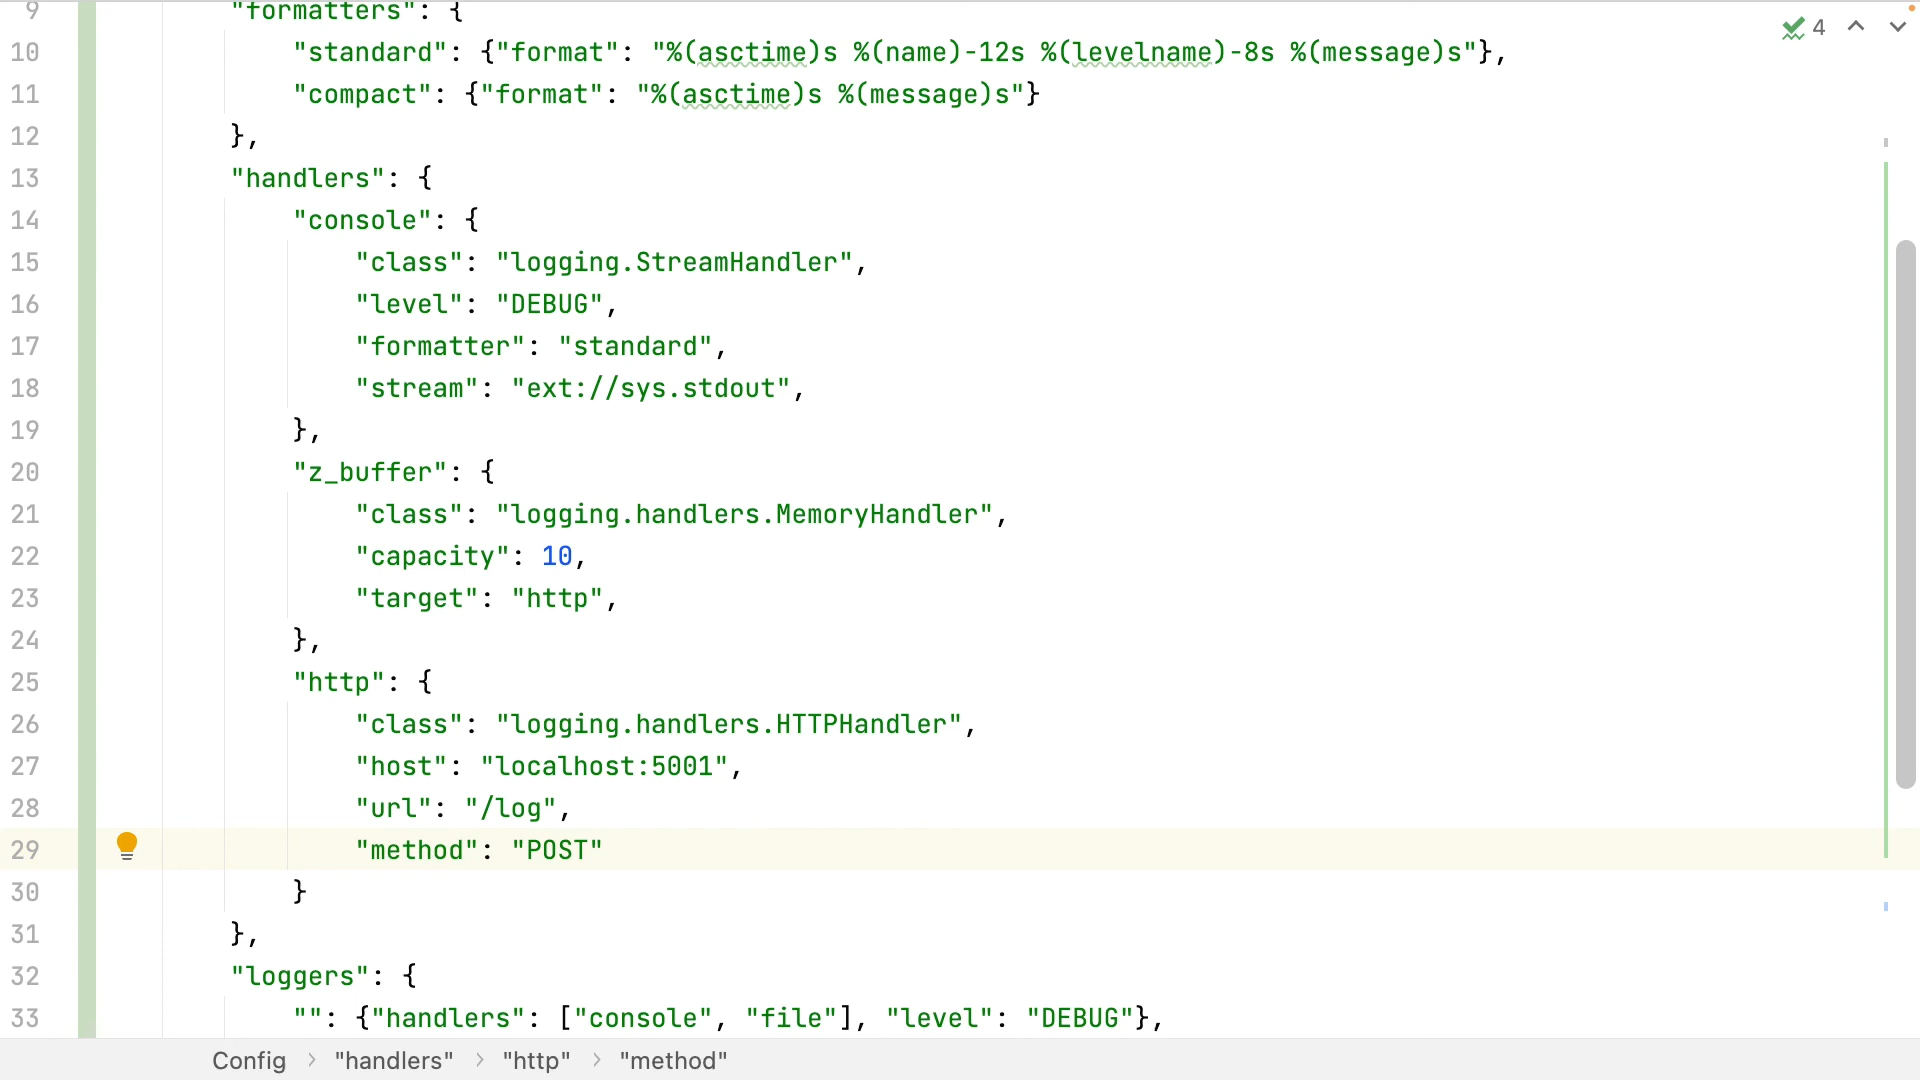 9 "formatters": {
4
10 "standard": {"format": "%(asctime)s %(name)-12s %(levelname)-8s %(message)s"},
11 "compact": {"format": "%(asctime)s %(message)s"}
12 },
13 "handlers": {
14 "console": {
15 "class": "logging.StreamHandler",
16 "level": "DEBUG",
17 "formatter": "standard",
18 "stream": "ext://sys.stdout",
19 },
20 "z_buffer": {
21 "class": "logging.handlers.MemoryHandler",
22 "capacity": 10,
23 "target": "http",
24 },
25 "http": {
26 "class": "logging.handlers.HTTPHandler",
27 "host": "localhost:5001",
28 "url": "/log",
29 "method": "POST"
30 }
31 },
32 "loggers": {
33 "": {"handlers": ["console", "file"], "level": "DEBUG"},
Config > "handlers" > "http" > "method"